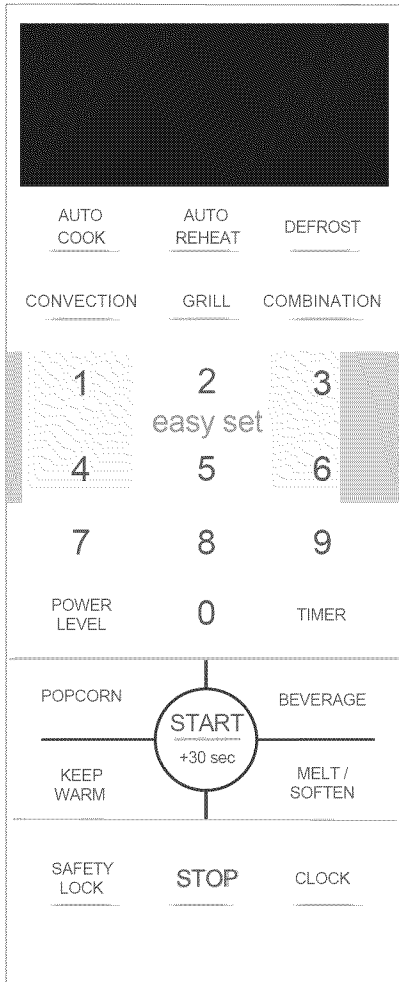 AUTO COOK
AUTO REHEAT
DEFROST
CONVECTION
GRILL
COMBINATION
1 2 3
easy set
4 5 6
7 8 9
POWER LEVEL
0
TIMER
POPCORN
BEVERAGE
START
+30 sec
KEEP WARM
MELT / SOFTEN
SAFETY LOCK
STOP
CLOCK